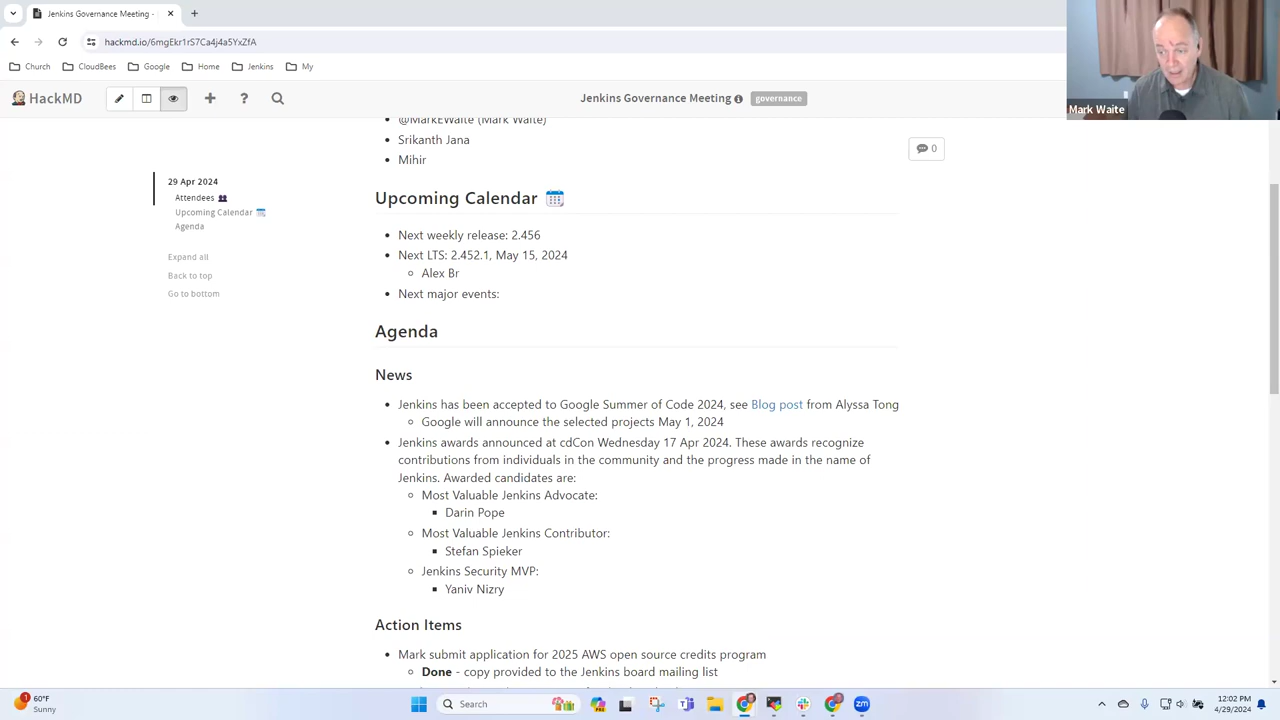 Jenkins Governance Meeting -
hackmd.io/6mgEkr1rS7Ca4j4a5YxZfA
Church
CloudBees
Google
Home
Jenkins
My
HackMD
Jenkins Governance Meeting
governance
Mark Waite
@MarkEWaite (Mark Waite)
Srikanth Jana
Mihir
0
29 Apr 2024
Attendees
Upcoming Calendar
Agenda
Expand all
Back to top
Go to bottom
Upcoming Calendar
Next weekly release: 2.456
Next LTS: 2.452.1, May 15, 2024
Alex Br
Next major events:
Agenda
News
Jenkins has been accepted to Google Summer of Code 2024, see Blog post from Alyssa Tong
Google will announce the selected projects May 1, 2024
Jenkins awards announced at cdCon Wednesday 17 Apr 2024. These awards recognize
contributions from individuals in the community and the progress made in the name of
Jenkins. Awarded candidates are:
Most Valuable Jenkins Advocate:
Darin Pope
Most Valuable Jenkins Contributor:
Stefan Spieker
Jenkins Security MVP:
Yaniv Nizry
Action Items
Mark submit application for 2025 AWS open source credits program
Done - copy provided to the Jenkins board mailing list
1
60°F
Sunny
Search
12:02 PM
4/29/2024